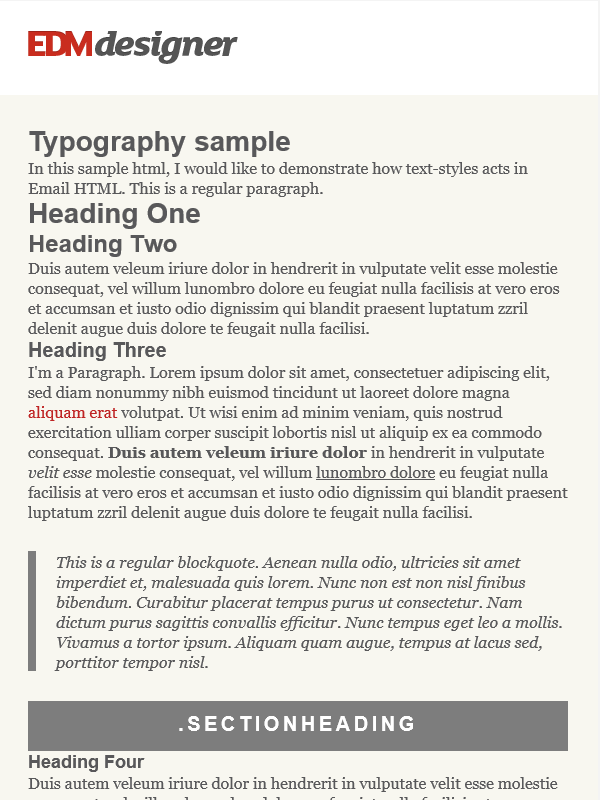 EDMdesigner
Typography sample
In this sample html, I would like to demonstrate how text-styles acts in
Email HTML. This is a regular paragraph.
Heading One
Heading Two
Duis autem veleum iriure dolor in hendrerit in vulputate velit esse molestie
consequat, vel willum lunombro dolore eu feugiat nulla facilisis at vero eros
et accumsan et iusto odio dignissim qui blandit praesent luptatum zzril
delenit augue duis dolore te feugait nulla facilisi.
Heading Three
I'm a Paragraph. Lorem ipsum dolor sit amet, consectetuer adipiscing elit,
sed diam nonummy nibh euismod tincidunt ut laoreet dolore magna
aliquam erat volutpat. Ut wisi enim ad minim veniam, quis nostrud
exercitation ulliam corper suscipit lobortis nisl ut aliquip ex ea commodo
consequat. Duis autem veleum iriure dolor in hendrerit in vulputate
velit esse molestie consequat, vel willum lunombro dolore eu feugiat nulla
facilisis at vero eros et accumsan et iusto odio dignissim qui blandit praesent
luptatum zzril delenit augue duis dolore te feugait nulla facilisi.
This is a regular blockquote. Aenean nulla odio, ultricies sit amet
imperdiet et, malesuada quis lorem. Nunc non est non nisl finibus
bibendum. Curabitur placerat tempus purus ut consectetur. Nam
dictum purus sagittis convallis efficitur. Nunc tempus eget leo a mollis.
Vivamus a tortor ipsum. Aliquam quam augue, tempus at lacus sed,
porttitor tempor nisl.
.SECTIONHEADING
Heading Four
Duis autem veleum iriure dolor in hendrerit in vulputate velit esse molestie